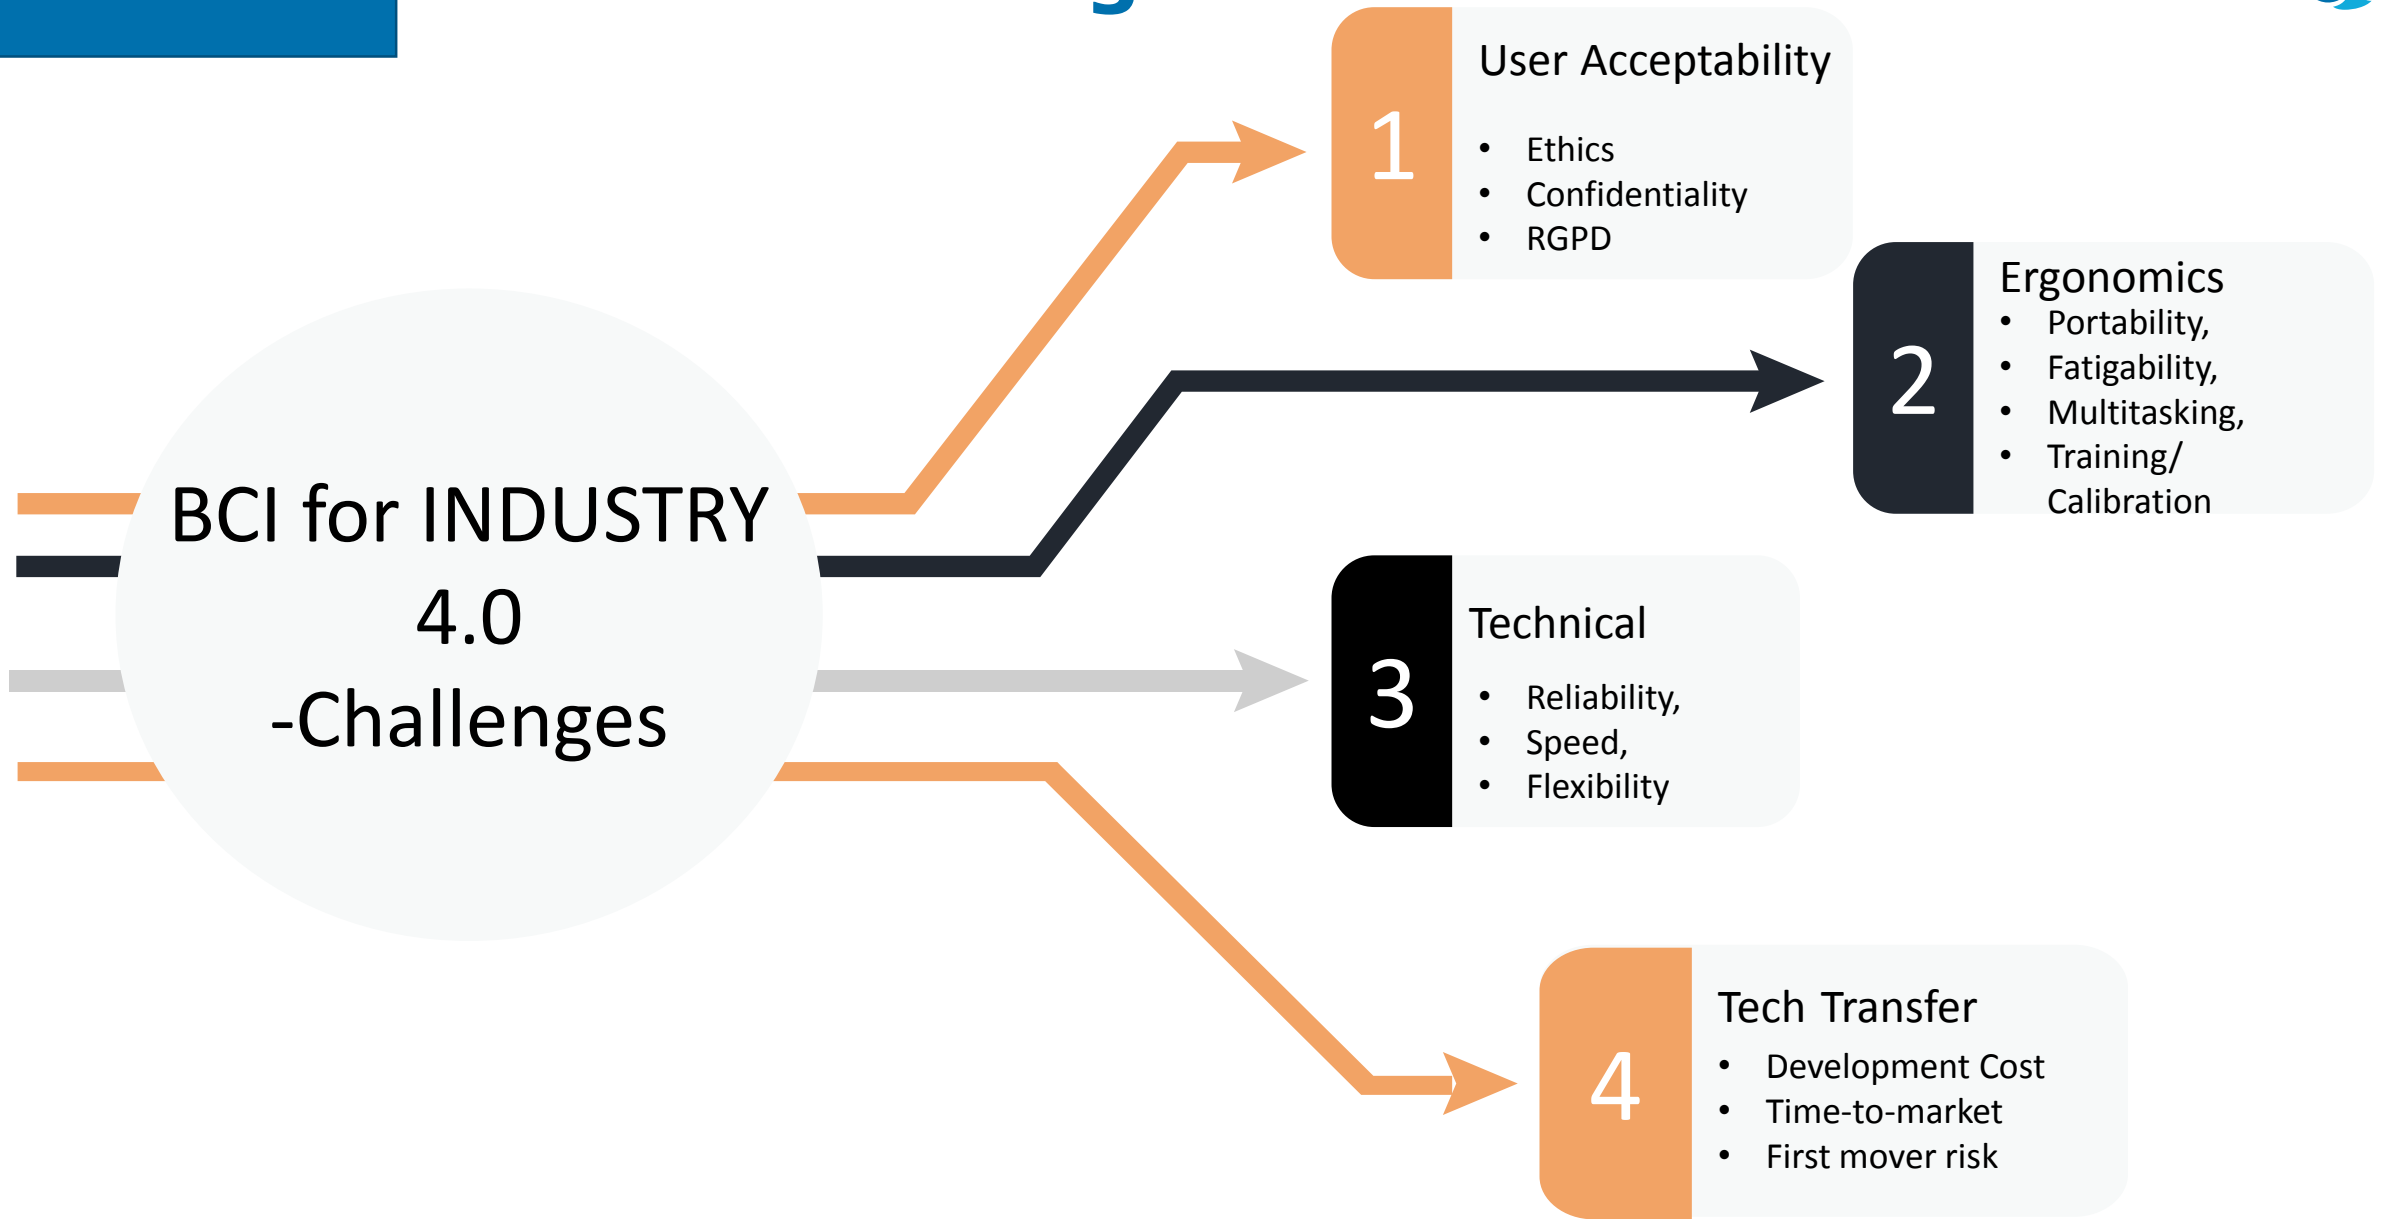 BCI for INDUSTRY
4.0
-Challenges
1
User Acceptability
• Ethics
• Confidentiality
• RGPD
2
Ergonomics
• Portability,
• Fatigability,
• Multitasking,
• Training/
Calibration
3
Technical
• Reliability,
• Speed,
• Flexibility
4
Tech Transfer
• Development Cost
• Time-to-market
• First mover risk